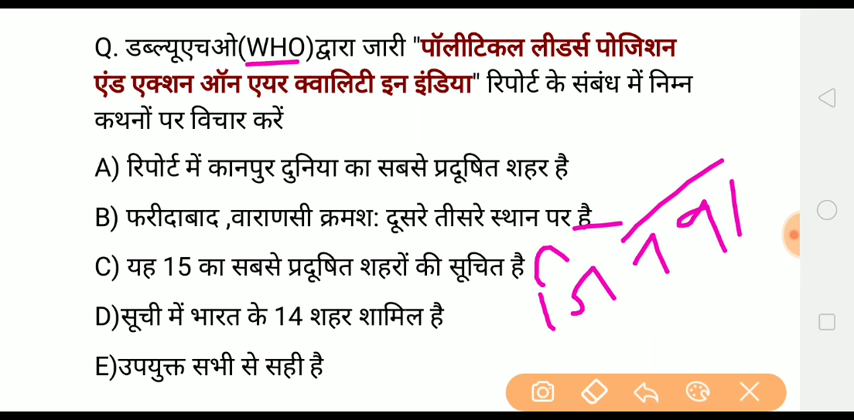 Q. डब्ल्यूएचओ(WHO)द्वारा जारी "पॉलीटिकल लीडर्स पोजिशन
एंड एक्शन ऑन एयर क्वालिटी इन इंडिया" रिपोर्ट के संबंध में निम्न
कथनों पर विचार करें
A) रिपोर्ट में कानपुर दुनिया का सबसे प्रदूषित शहर है
B) फरीदाबाद ,वाराणसी क्रमश: दूसरे तीसरे स्थान पर है
C) यह 15 का सबसे प्रदूषित शहरों की सूचित है
D)सूची में भारत के 14 शहर शामिल है
E)उपयुक्त सभी से सही है